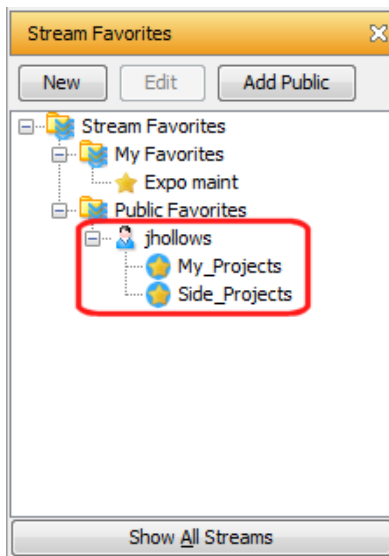 Stream Favorites
New Edit Add Public
Stream Favorites
My Favorites
Expo maint
Public Favorites
jhollows
My_Projects
Side_Projects
Show All Streams